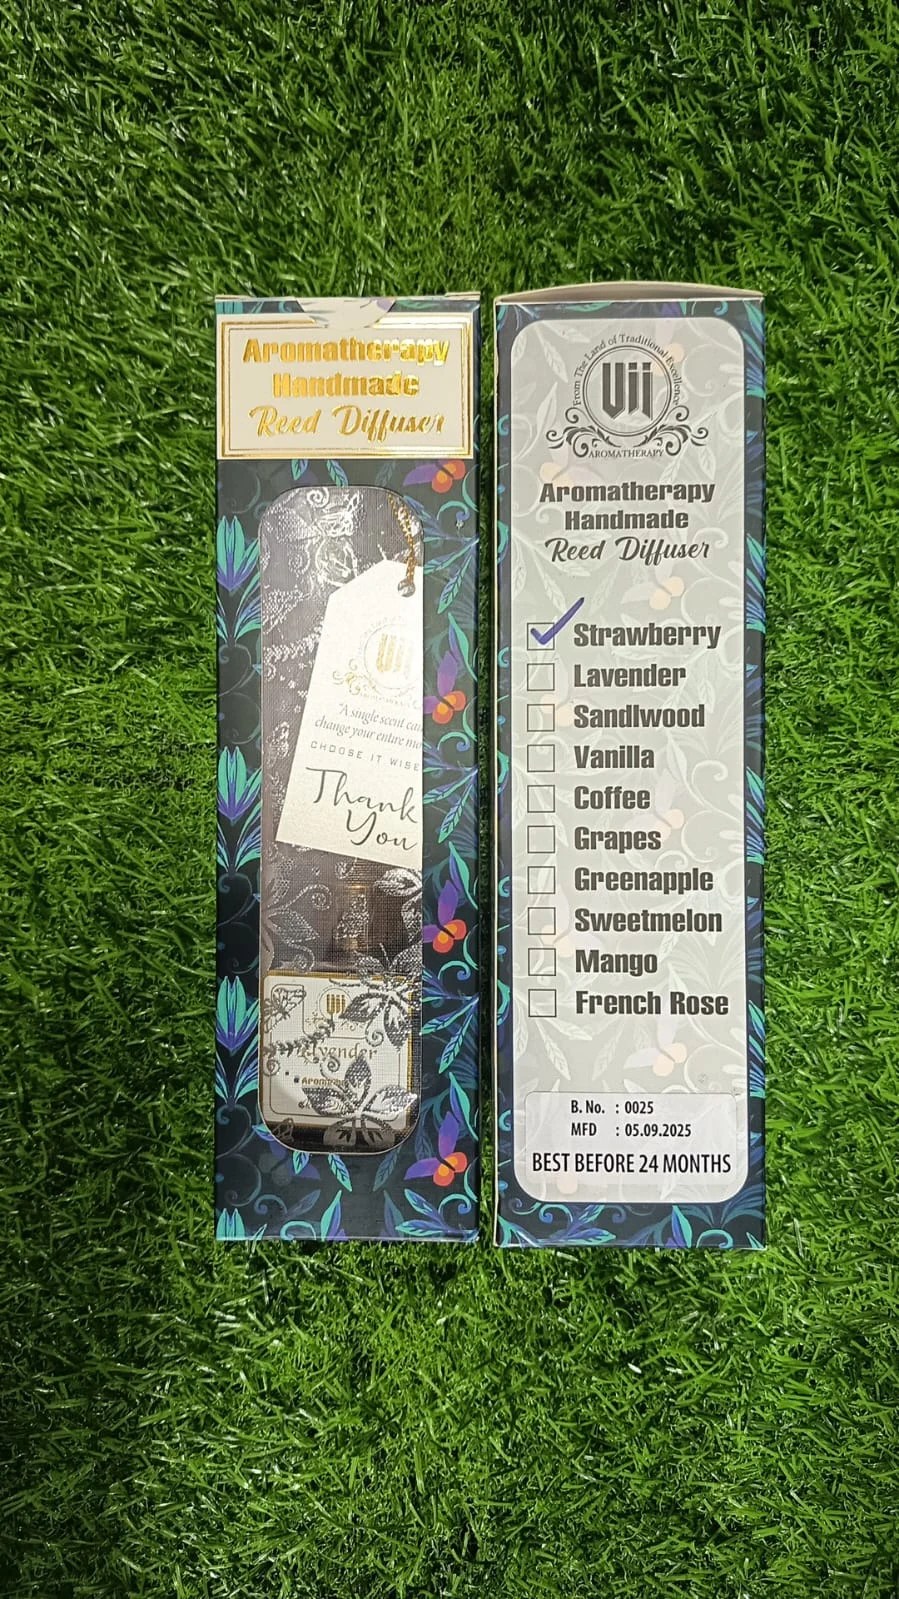 Aromatherapy
Handmade
Reed Diffuser
Uii
AROMATHERAPY
"A single scent can
change your entire mo
CHOOSE IT WISE
Thank
You
Uii
From The Land of Traditional Excellence
Uii
AROMATHERAPY
Aromatherapy
Handmade
Reed Diffuser
Strawberry
Lavender
Sandlwood
Vanilla
Coffee
Grapes
Greenapple
Sweetmelon
Mango
French Rose
B. No. : 0025
MFD : 05.09.2025
BEST BEFORE 24 MONTHS